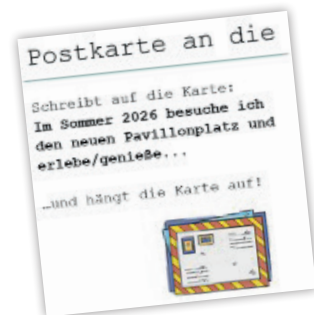 Postkarte an die
Schreibt auf die Karte:
Im Sommer 2026 besuche ich
den neuen Pavillonplatz und
erlebe/genieße...
…und hängt die Karte auf!